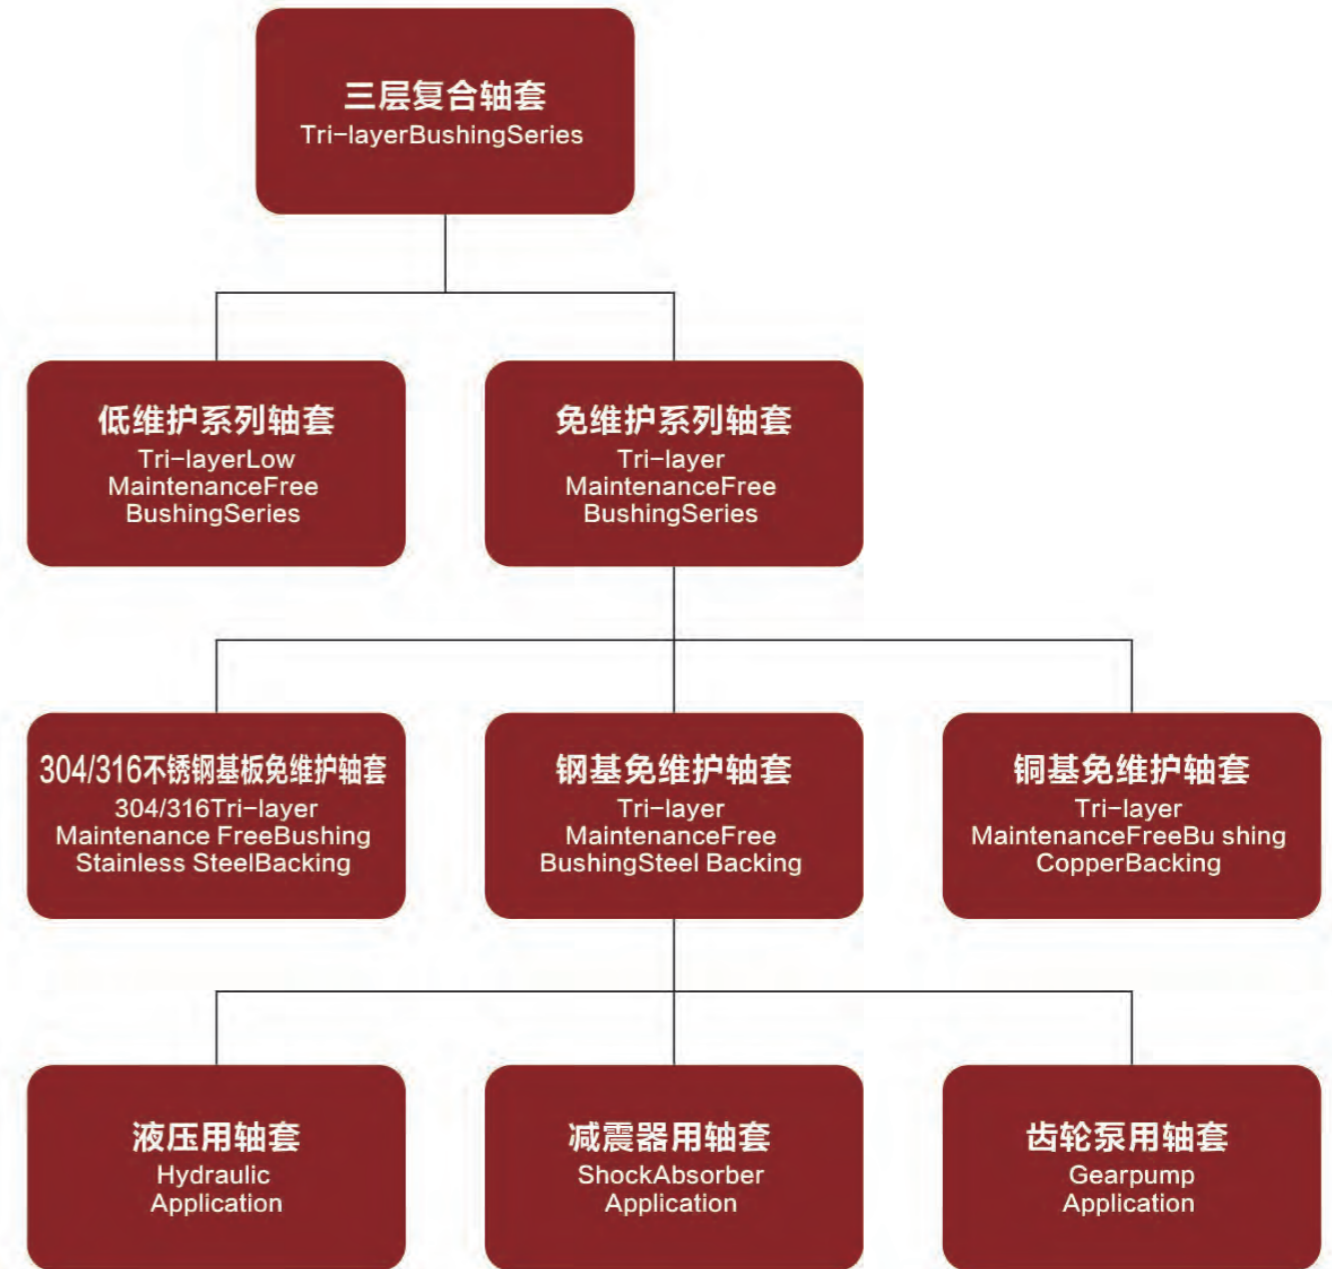 三层复合轴套
Tri-layerBushingSeries
低维护系列轴套
Tri-layerLow
MaintenanceFree
BushingSeries
免维护系列轴套
Tri-layer
MaintenanceFree
BushingSeries
304/316不锈钢基板免维护轴套
304/316Tri-layer
Maintenance FreeBushing
Stainless SteelBacking
钢基免维护轴套
Tri-layer
MaintenanceFree
BushingSteel Backing
铜基免维护轴套
Tri-layer
MaintenanceFreeBu shing
CopperBacking
液压用轴套
Hydraulic
Application
减震器用轴套
ShockAbsorber
Application
齿轮泵用轴套
Gearpump
Application